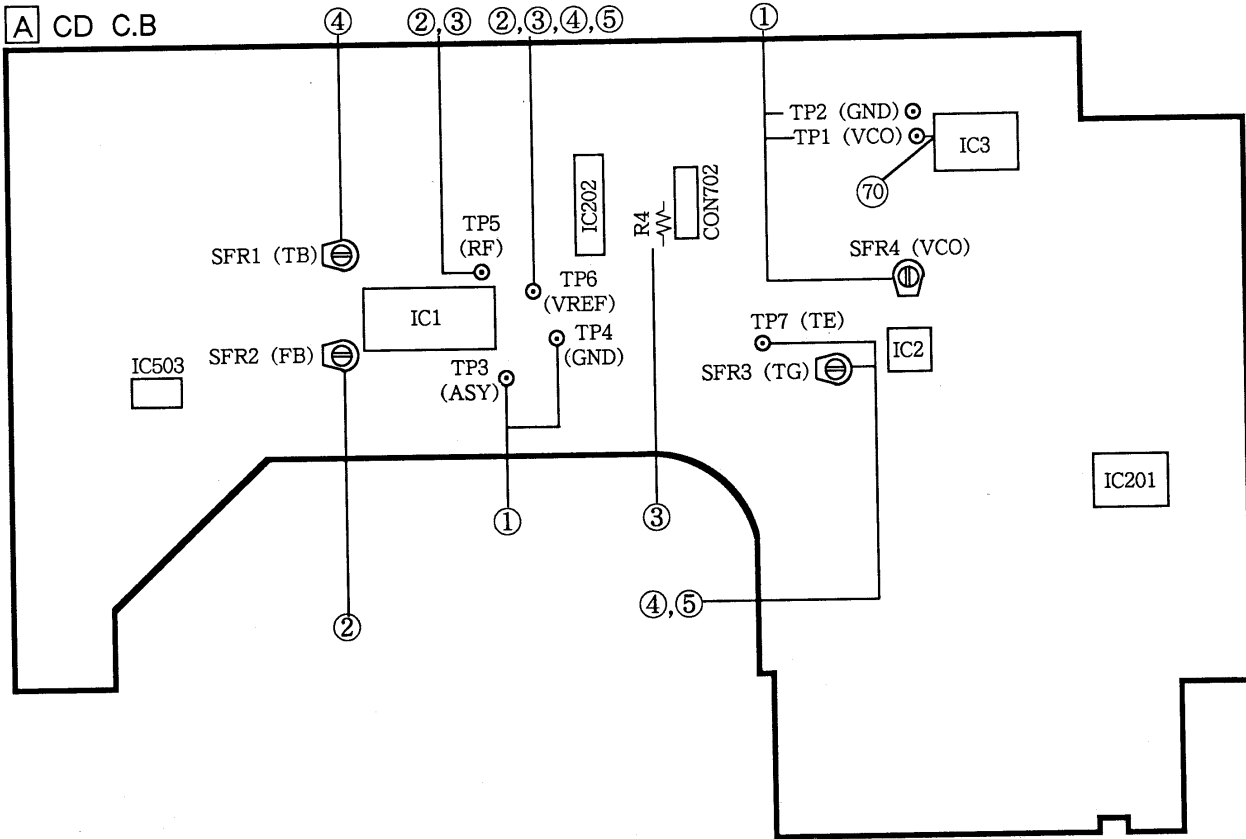 A CD C.B
④ ②,③ ②,③,④,⑤ ①
TP2 (GND)
TP1 (VCO)
IC3
70
IC202
CON702
R4
TP5
(RF)
SFR1 (TB)
SFR4 (VCO)
TP6
(VREF)
IC1
TP4
(GND)
TP7 (TE)
IC2
SFR2 (FB)
IC503
TP3
(ASY)
SFR3 (TG)
IC201
①
③
④,⑤
②